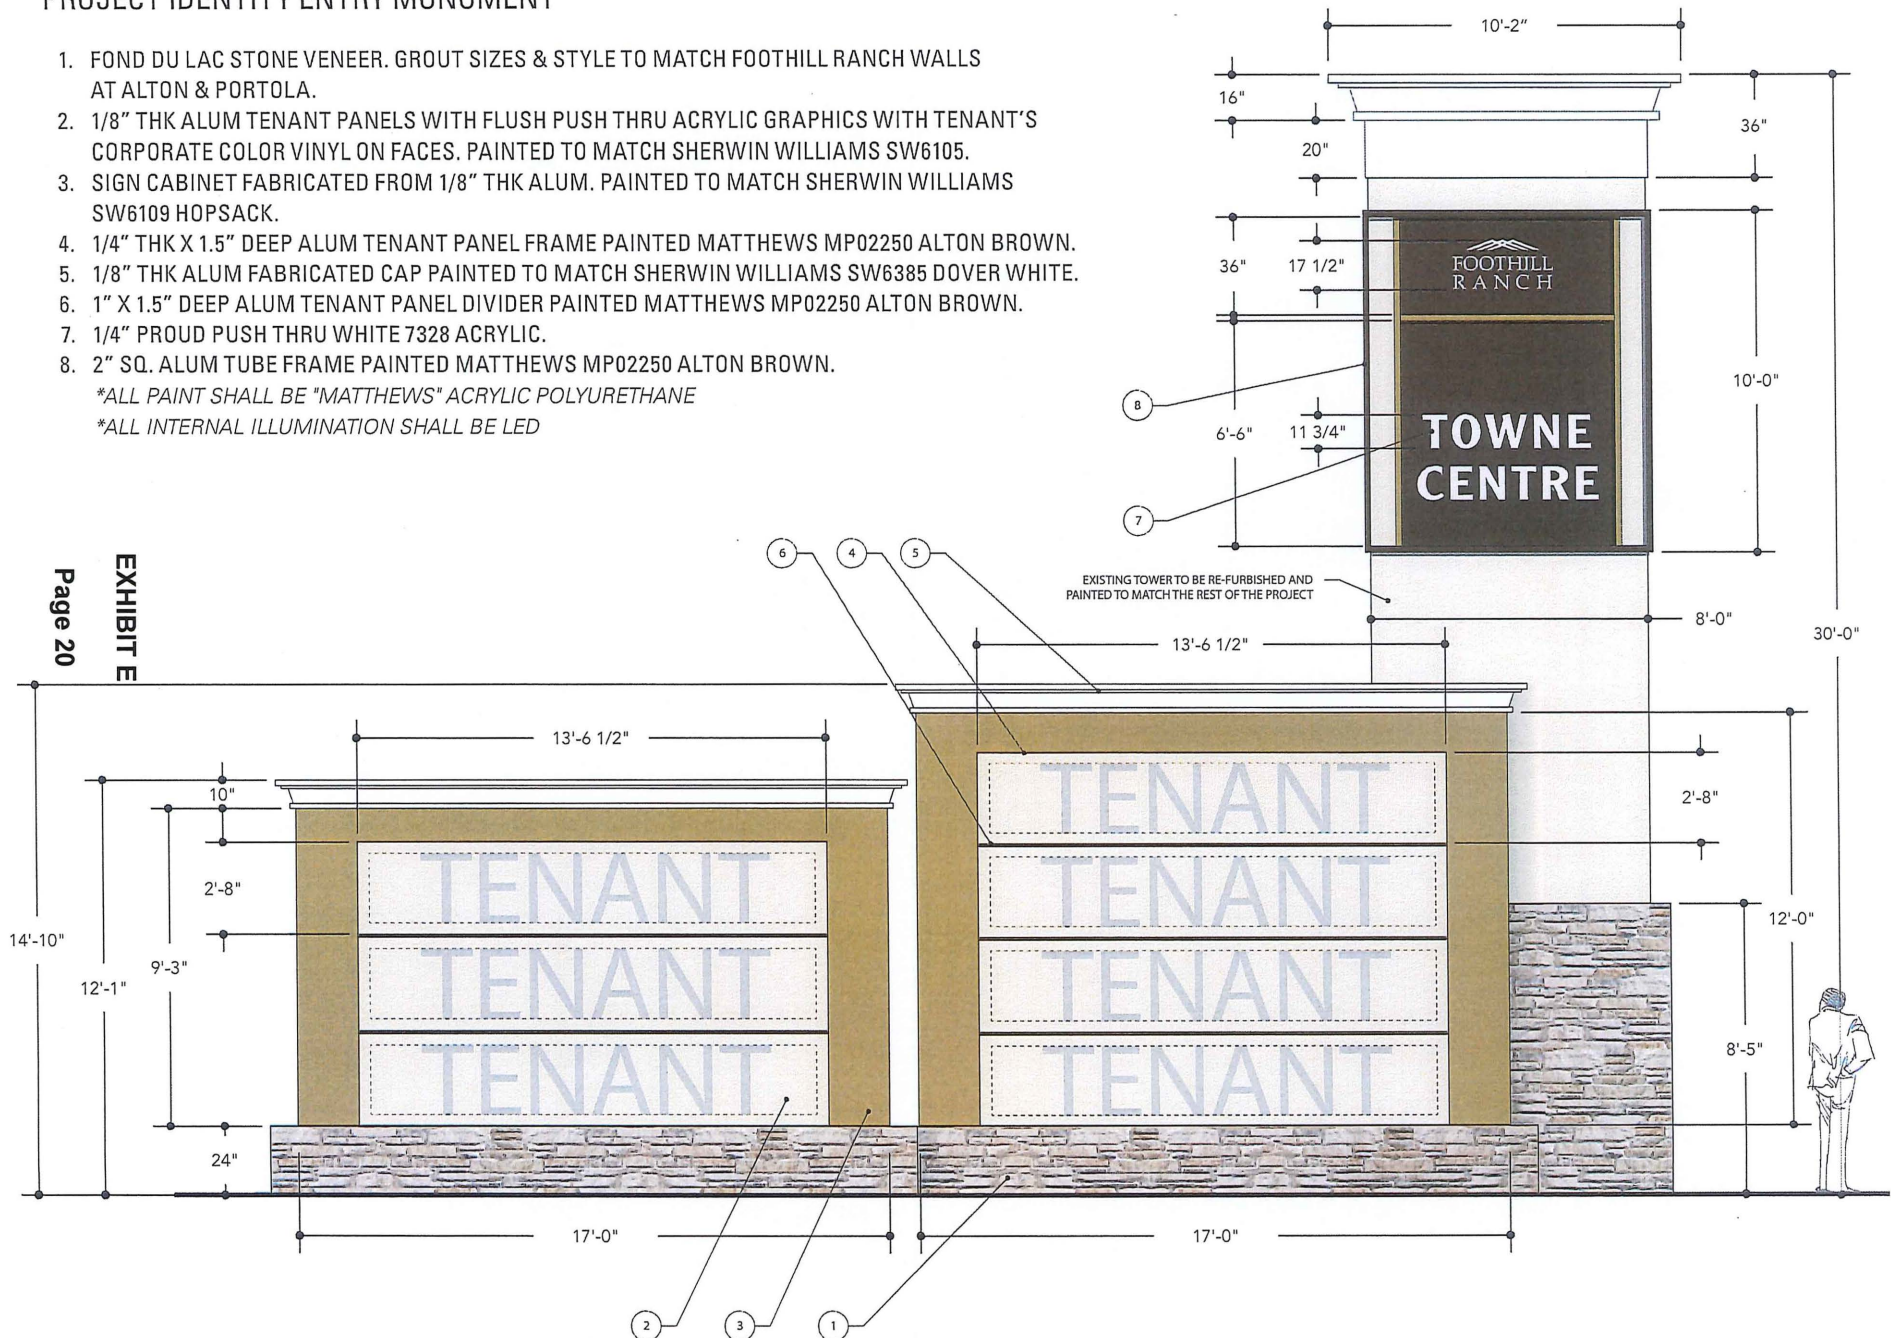 PROJECT IDENTITY ENTRY MONUMENT
1. FOND DU LAC STONE VENEER. GROUT SIZES & STYLE TO MATCH FOOTHILL RANCH WALLS
AT ALTON & PORTOLA.
2. 1/8" THK ALUM TENANT PANELS WITH FLUSH PUSH THRU ACRYLIC GRAPHICS WITH TENANT'S
CORPORATE COLOR VINYL ON FACES. PAINTED TO MATCH SHERWIN WILLIAMS SW6105.
3. SIGN CABINET FABRICATED FROM 1/8" THK ALUM. PAINTED TO MATCH SHERWIN WILLIAMS
SW6109 HOPSACK.
4. 1/4" THK X 1.5" DEEP ALUM TENANT PANEL FRAME PAINTED MATTHEWS MP02250 ALTON BROWN.
5. 1/8" THK ALUM FABRICATED CAP PAINTED TO MATCH SHERWIN WILLIAMS SW6385 DOVER WHITE.
6. 1" X 1.5" DEEP ALUM TENANT PANEL DIVIDER PAINTED MATTHEWS MP02250 ALTON BROWN.
7. 1/4" PROUD PUSH THRU WHITE 7328 ACRYLIC.
8. 2" SQ. ALUM TUBE FRAME PAINTED MATTHEWS MP02250 ALTON BROWN.
*ALL PAINT SHALL BE "MATTHEWS" ACRYLIC POLYURETHANE
*ALL INTERNAL ILLUMINATION SHALL BE LED
10'-2"
16"
36"
20"
36"
17 1/2"
FOOTHILL
RANCH
10'-0"
8
6'-6"
11 3/4"
TOWNE
CENTRE
7
6
4
5
EXISTING TOWER TO BE RE-FURBISHED AND
PAINTED TO MATCH THE REST OF THE PROJECT
8'-0"
30'-0"
EXHIBIT E
Page 20
13'-6 1/2"
13'-6 1/2"
10"
2'-8"
9'-3"
12'-1"
14'-10"
24"
TENANT
TENANT
TENANT
TENANT
TENANT
TENANT
TENANT
2'-8"
12'-0"
8'-5"
17'-0"
17'-0"
2
3
1